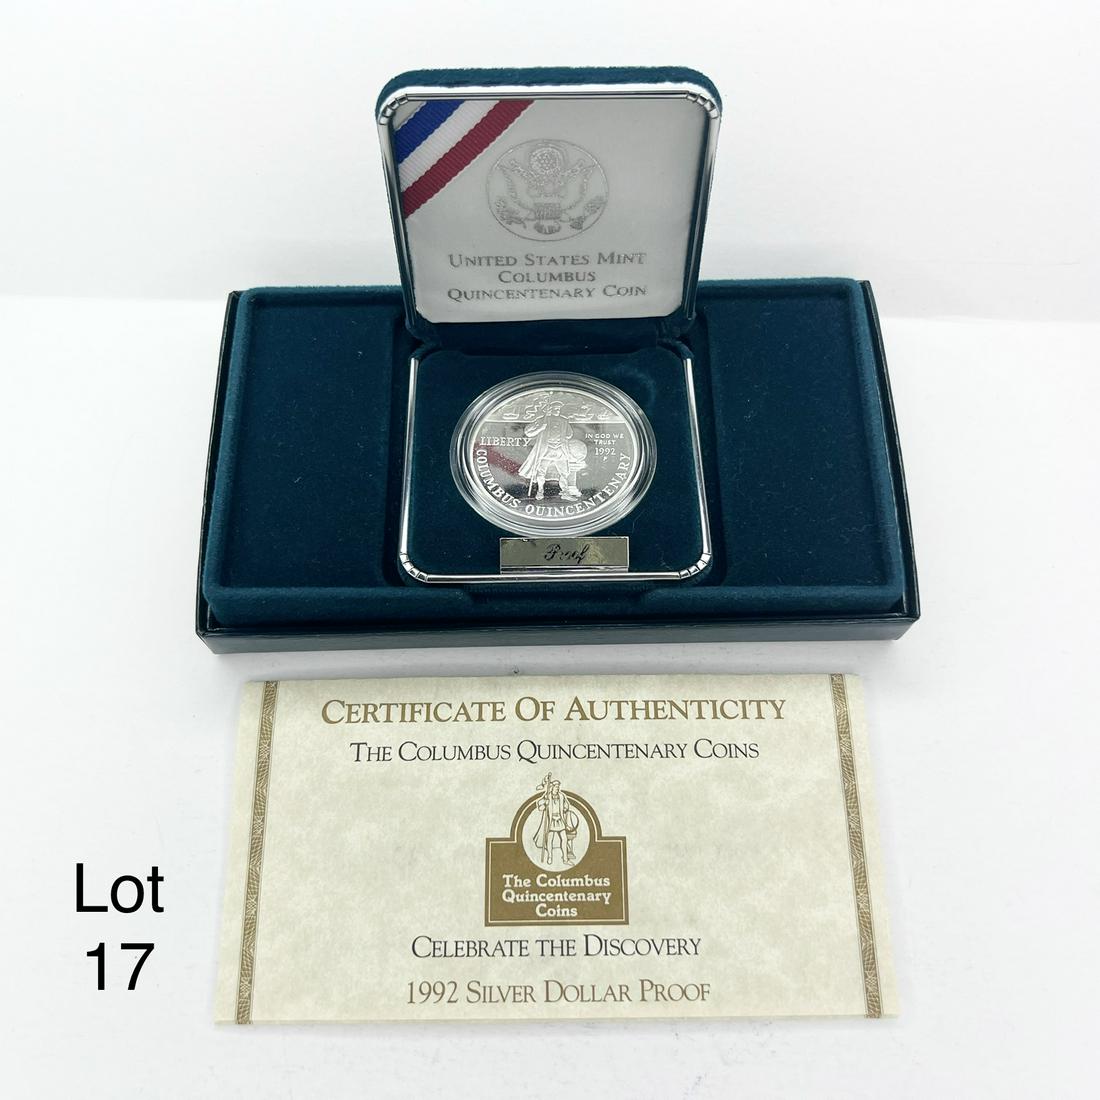 UNITED STATES MINT
COLUMBUS
QUINCENTENARY COIN
LIBERTY
IN GOD WE
TRUST
1992
P
COLUMBUS QUINCENTENARY
Proof
CERTIFICATE OF AUTHENTICITY
THE COLUMBUS QUINCENTENARY COINS
The Columbus
Quincentenary
Coins
CELEBRATE THE DISCOVERY
1992 SILVER DOLLAR PROOF
Lot
17